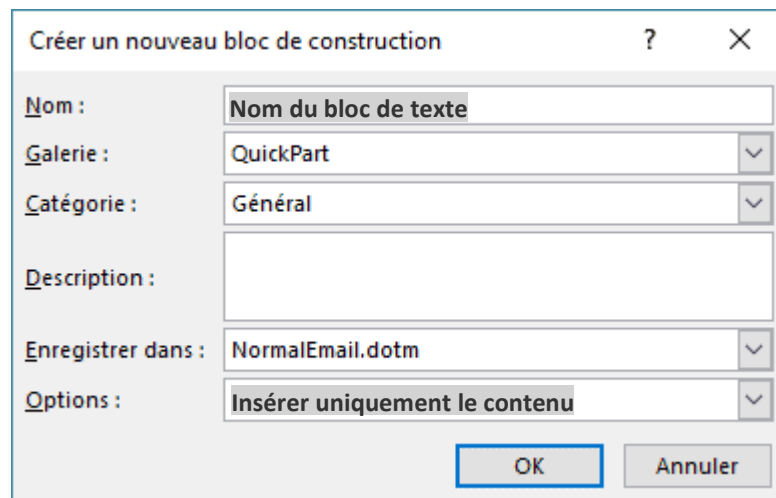 Créer un nouveau bloc de construction ? ×
Nom : Nom du bloc de texte
Galerie : QuickPart
Catégorie : Général
Description :
Enregistrer dans : NormalEmail.dotm
Options : Insérer uniquement le contenu
OK Annuler